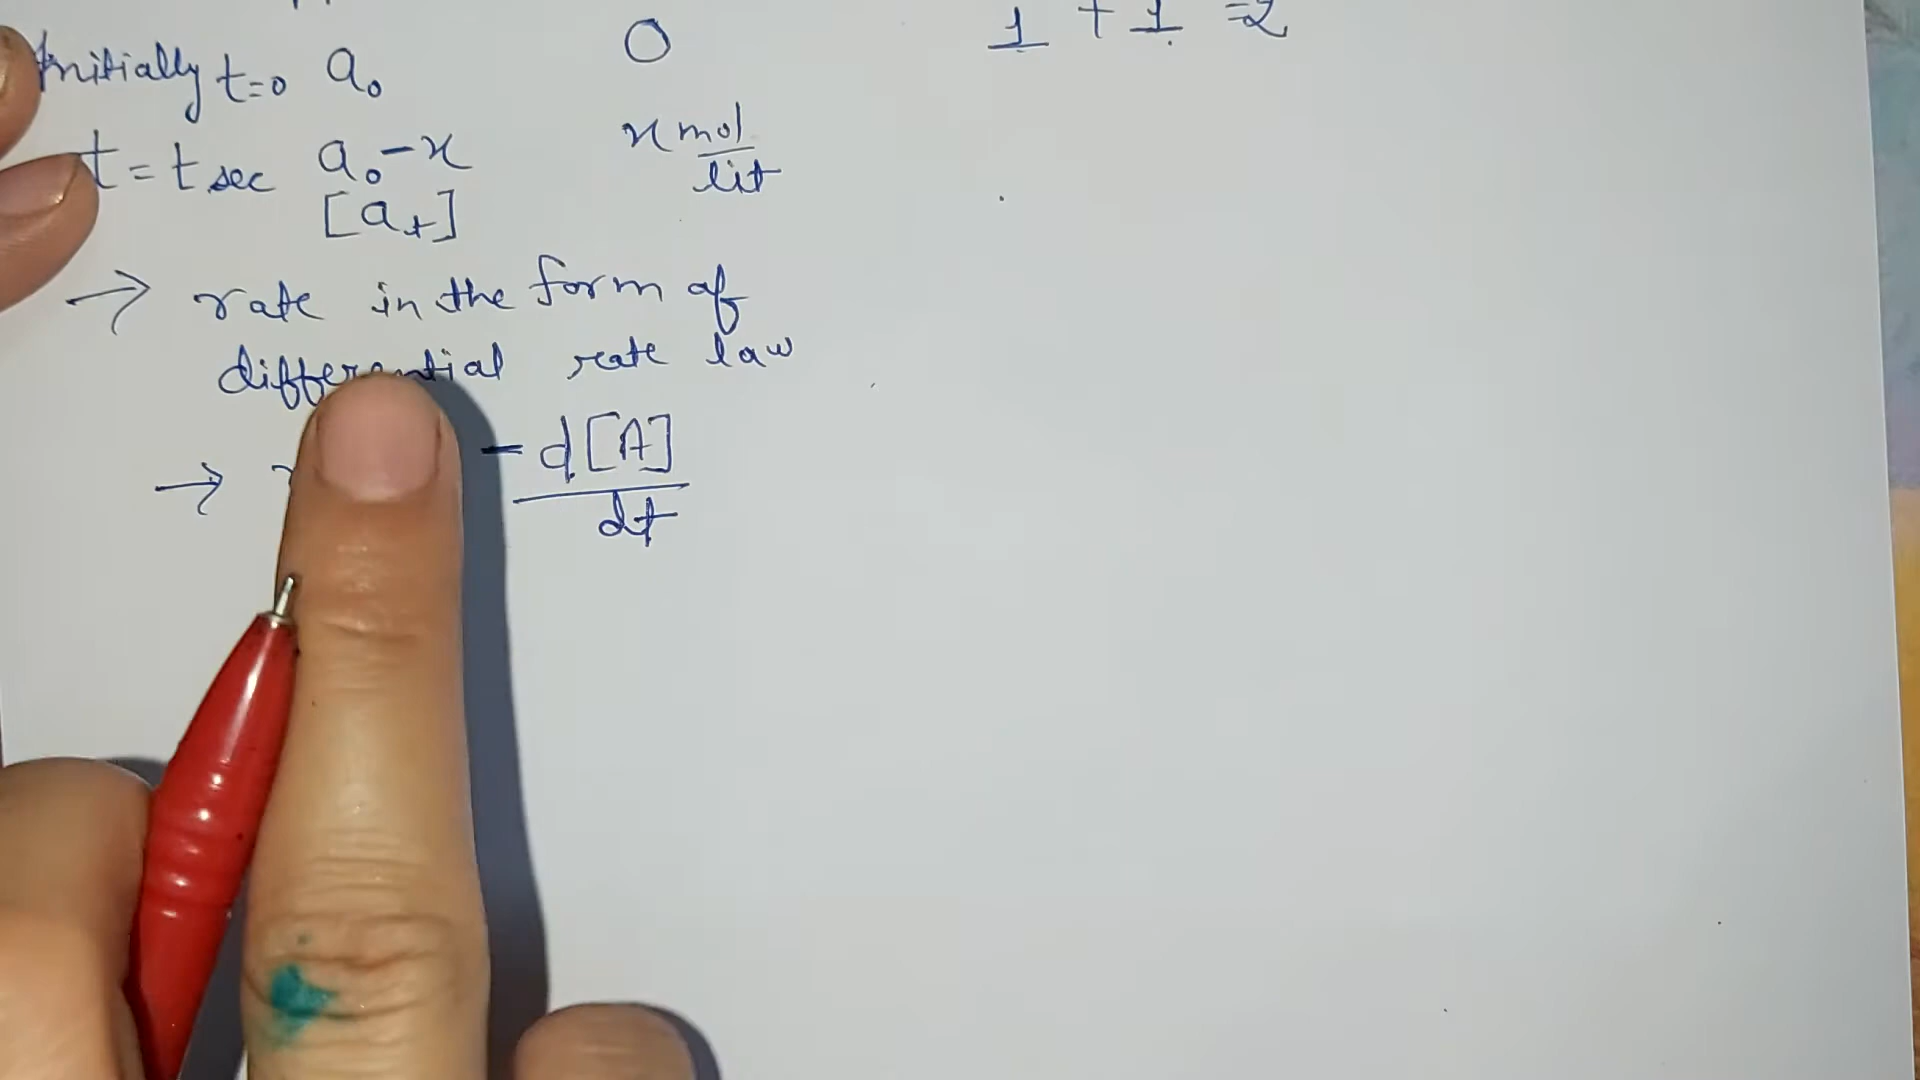 Initially t=0 a₀ 0 1 + 1 =2
t = t sec a₀-x x mol/lit
[a_t]
→ rate in the form of
differential rate law
→ - d[A]
dt